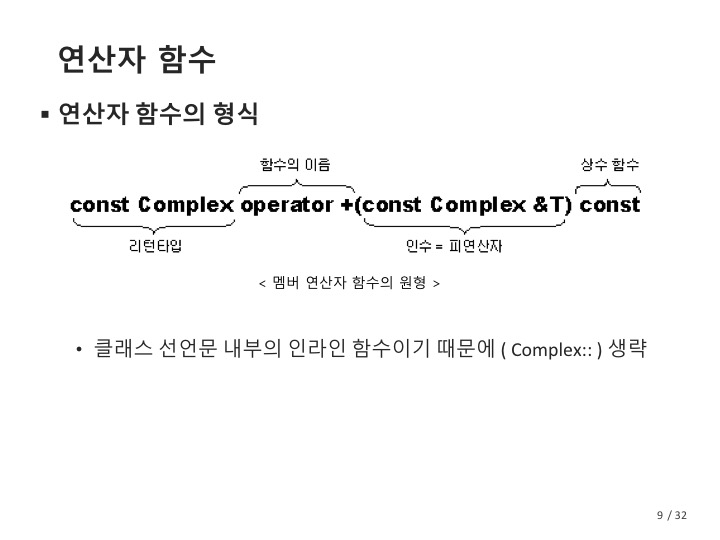 연산자 함수
▪ 연산자 함수의 형식
함수의 이음 상수 함수
const Complex operator +(const Complex &T) const
리턴타입 인수 = 피연산자
< 멤버 연산자 함수의 원형 >
• 클래스 선언문 내부의 인라인 함수이기 때문에 ( Complex:: ) 생략
9 / 32